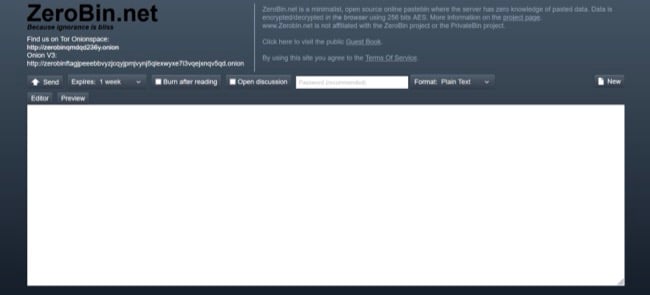 ZeroBin.net
Because ignorance is bliss
ZeroBin.net is a minimalist, open source online pastebin where the server has zero knowledge of pasted data. Data is
encrypted/decrypted in the browser using 256 bits AES. More information on the project page.
www.Zerobin.net is not affiliated with the ZeroBin project or the PrivateBin project.
Find us on Tor Onionspace:
http://zerobinqmdqd236y.onion
Onion V3:
Click here to visit the public Guest Book.
By using this site you agree to the Terms Of Service.
Send Expires: 1 week Burn after reading Open discussion Password (recommended) Format: Plain Text New
Editor Preview